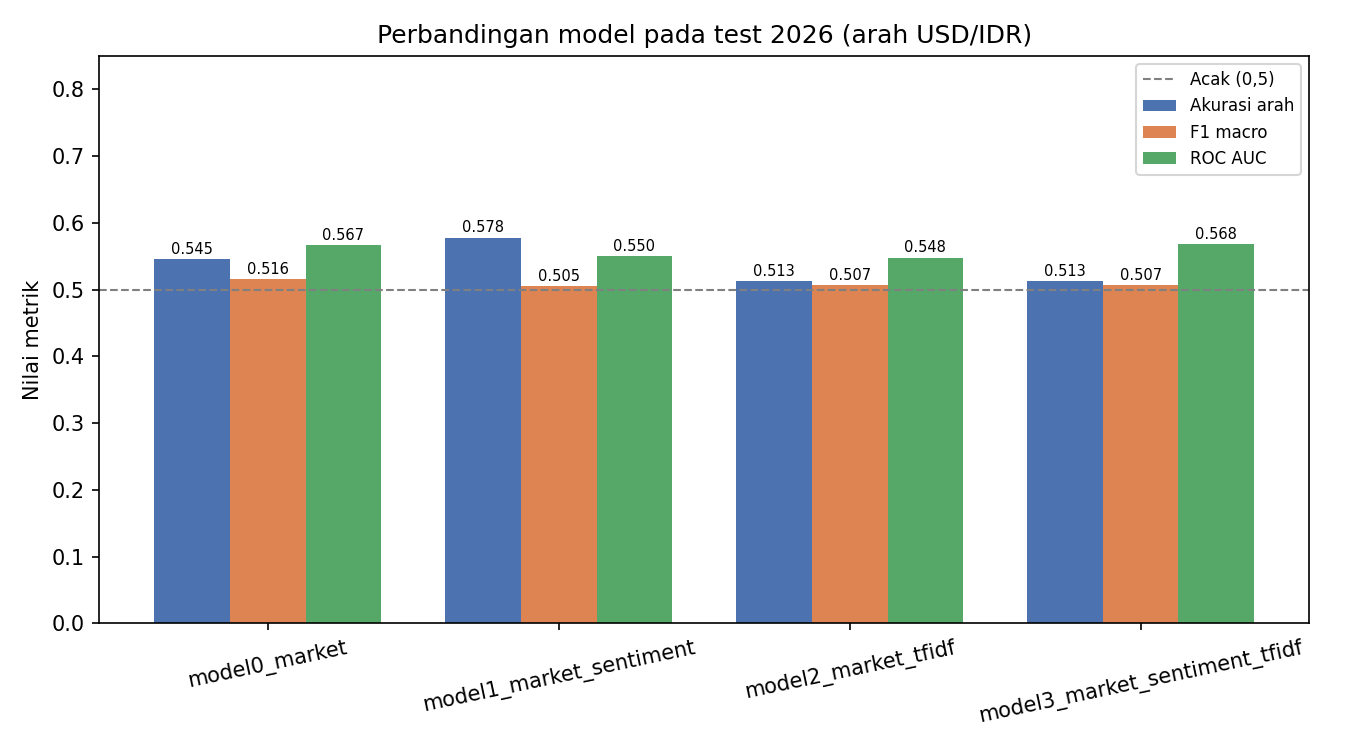 Perbandingan model pada test 2026 (arah USD/IDR)
Nilai metrik
0.8
0.7
0.6
0.5
0.4
0.3
0.2
0.1
0.0
Acak (0,5)
Akurasi arah
F1 macro
ROC AUC
0.545
0.516
0.567
0.578
0.505
0.550
0.513
0.507
0.548
0.513
0.507
0.568
model0_market
model1_market_sentiment
model2_market_tfidf
model3_market_sentiment_tfidf